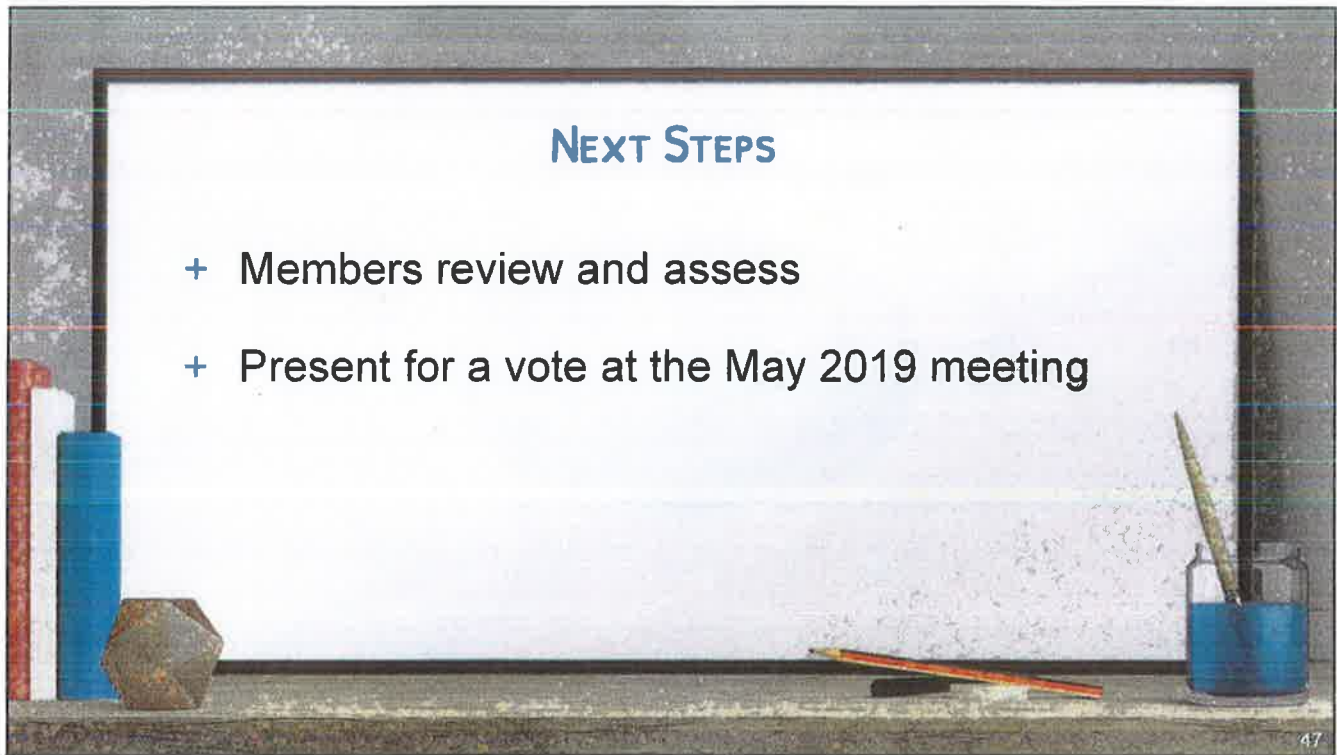 NEXT STEPS
+ Members review and assess
+ Present for a vote at the May 2019 meeting
47